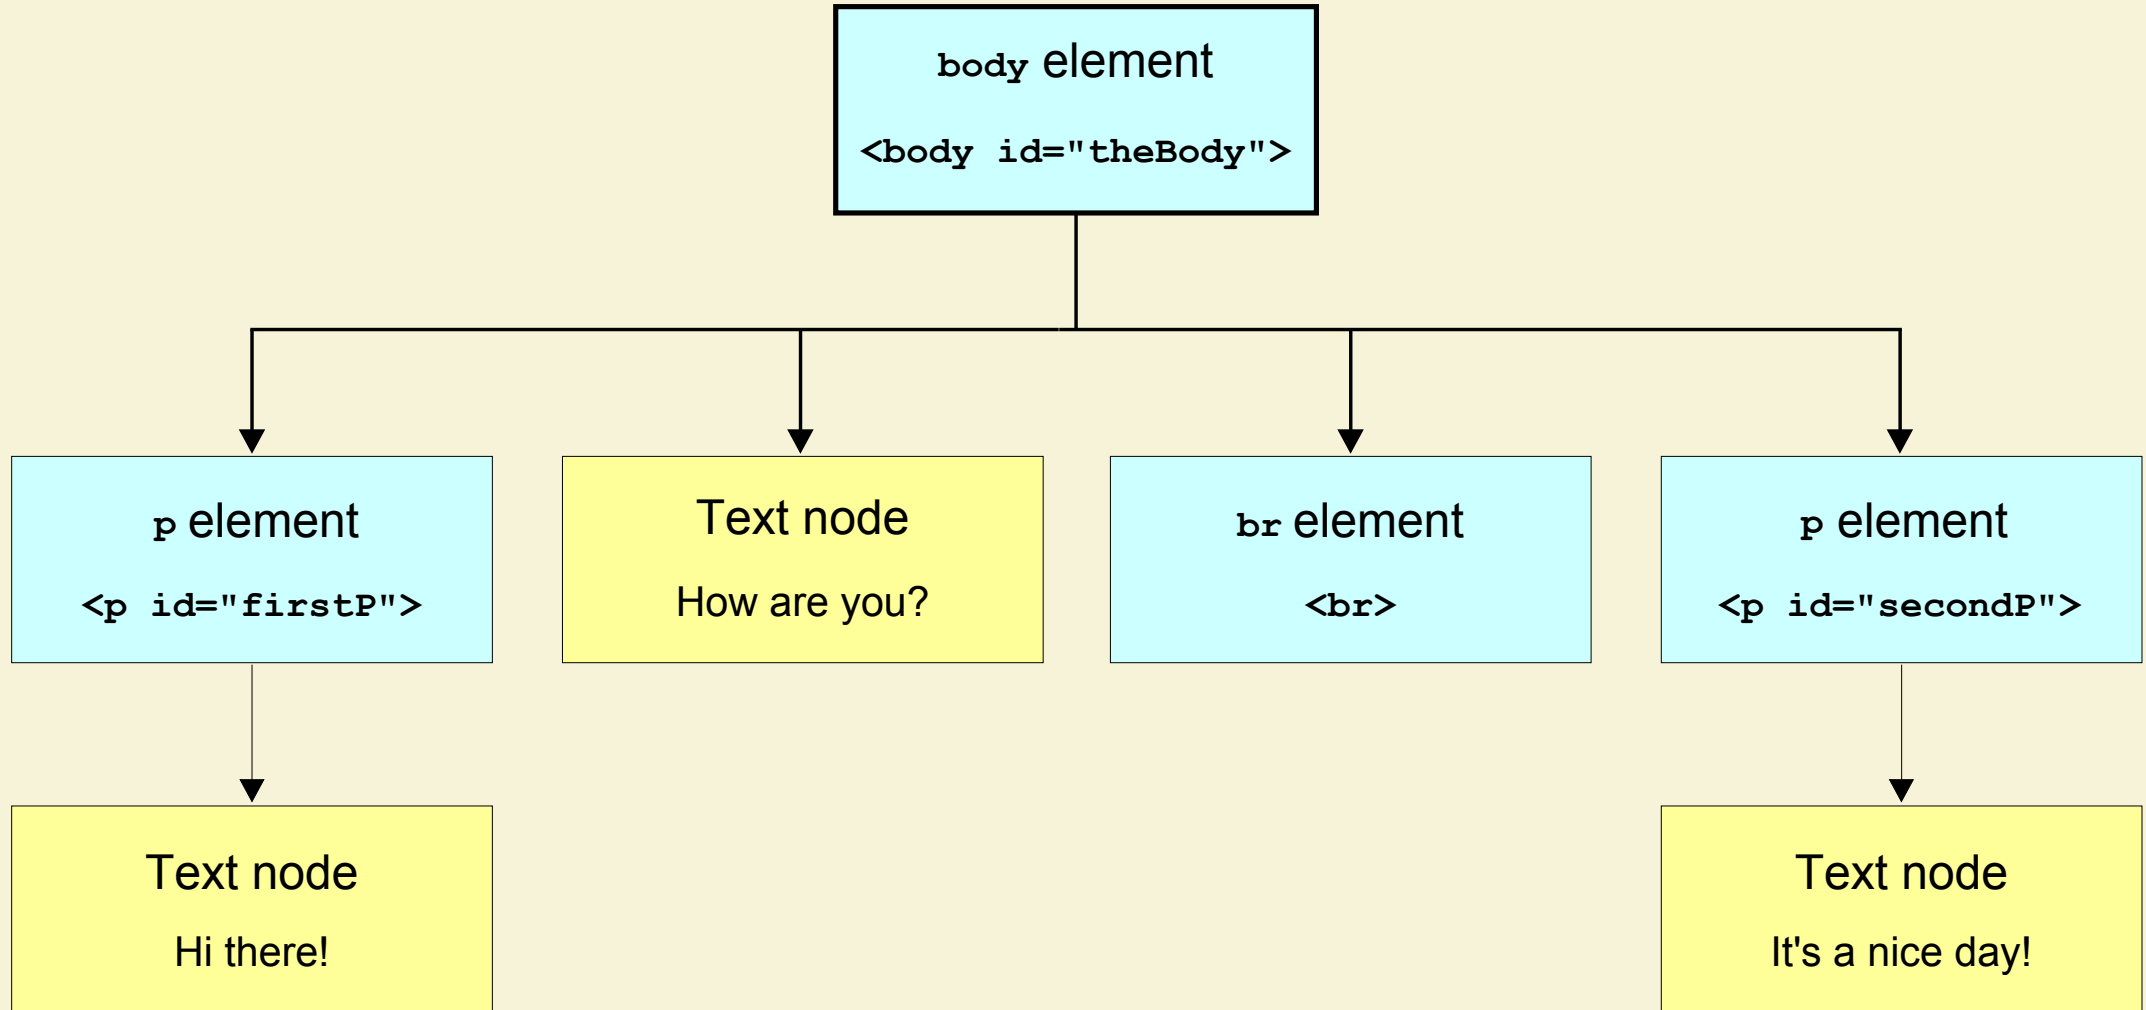 body element
<body id="theBody">
p element
<p id="firstP">
Text node
How are you?
br element
<br>
p element
<p id="secondP">
Text node
Hi there!
Text node
It's a nice day!